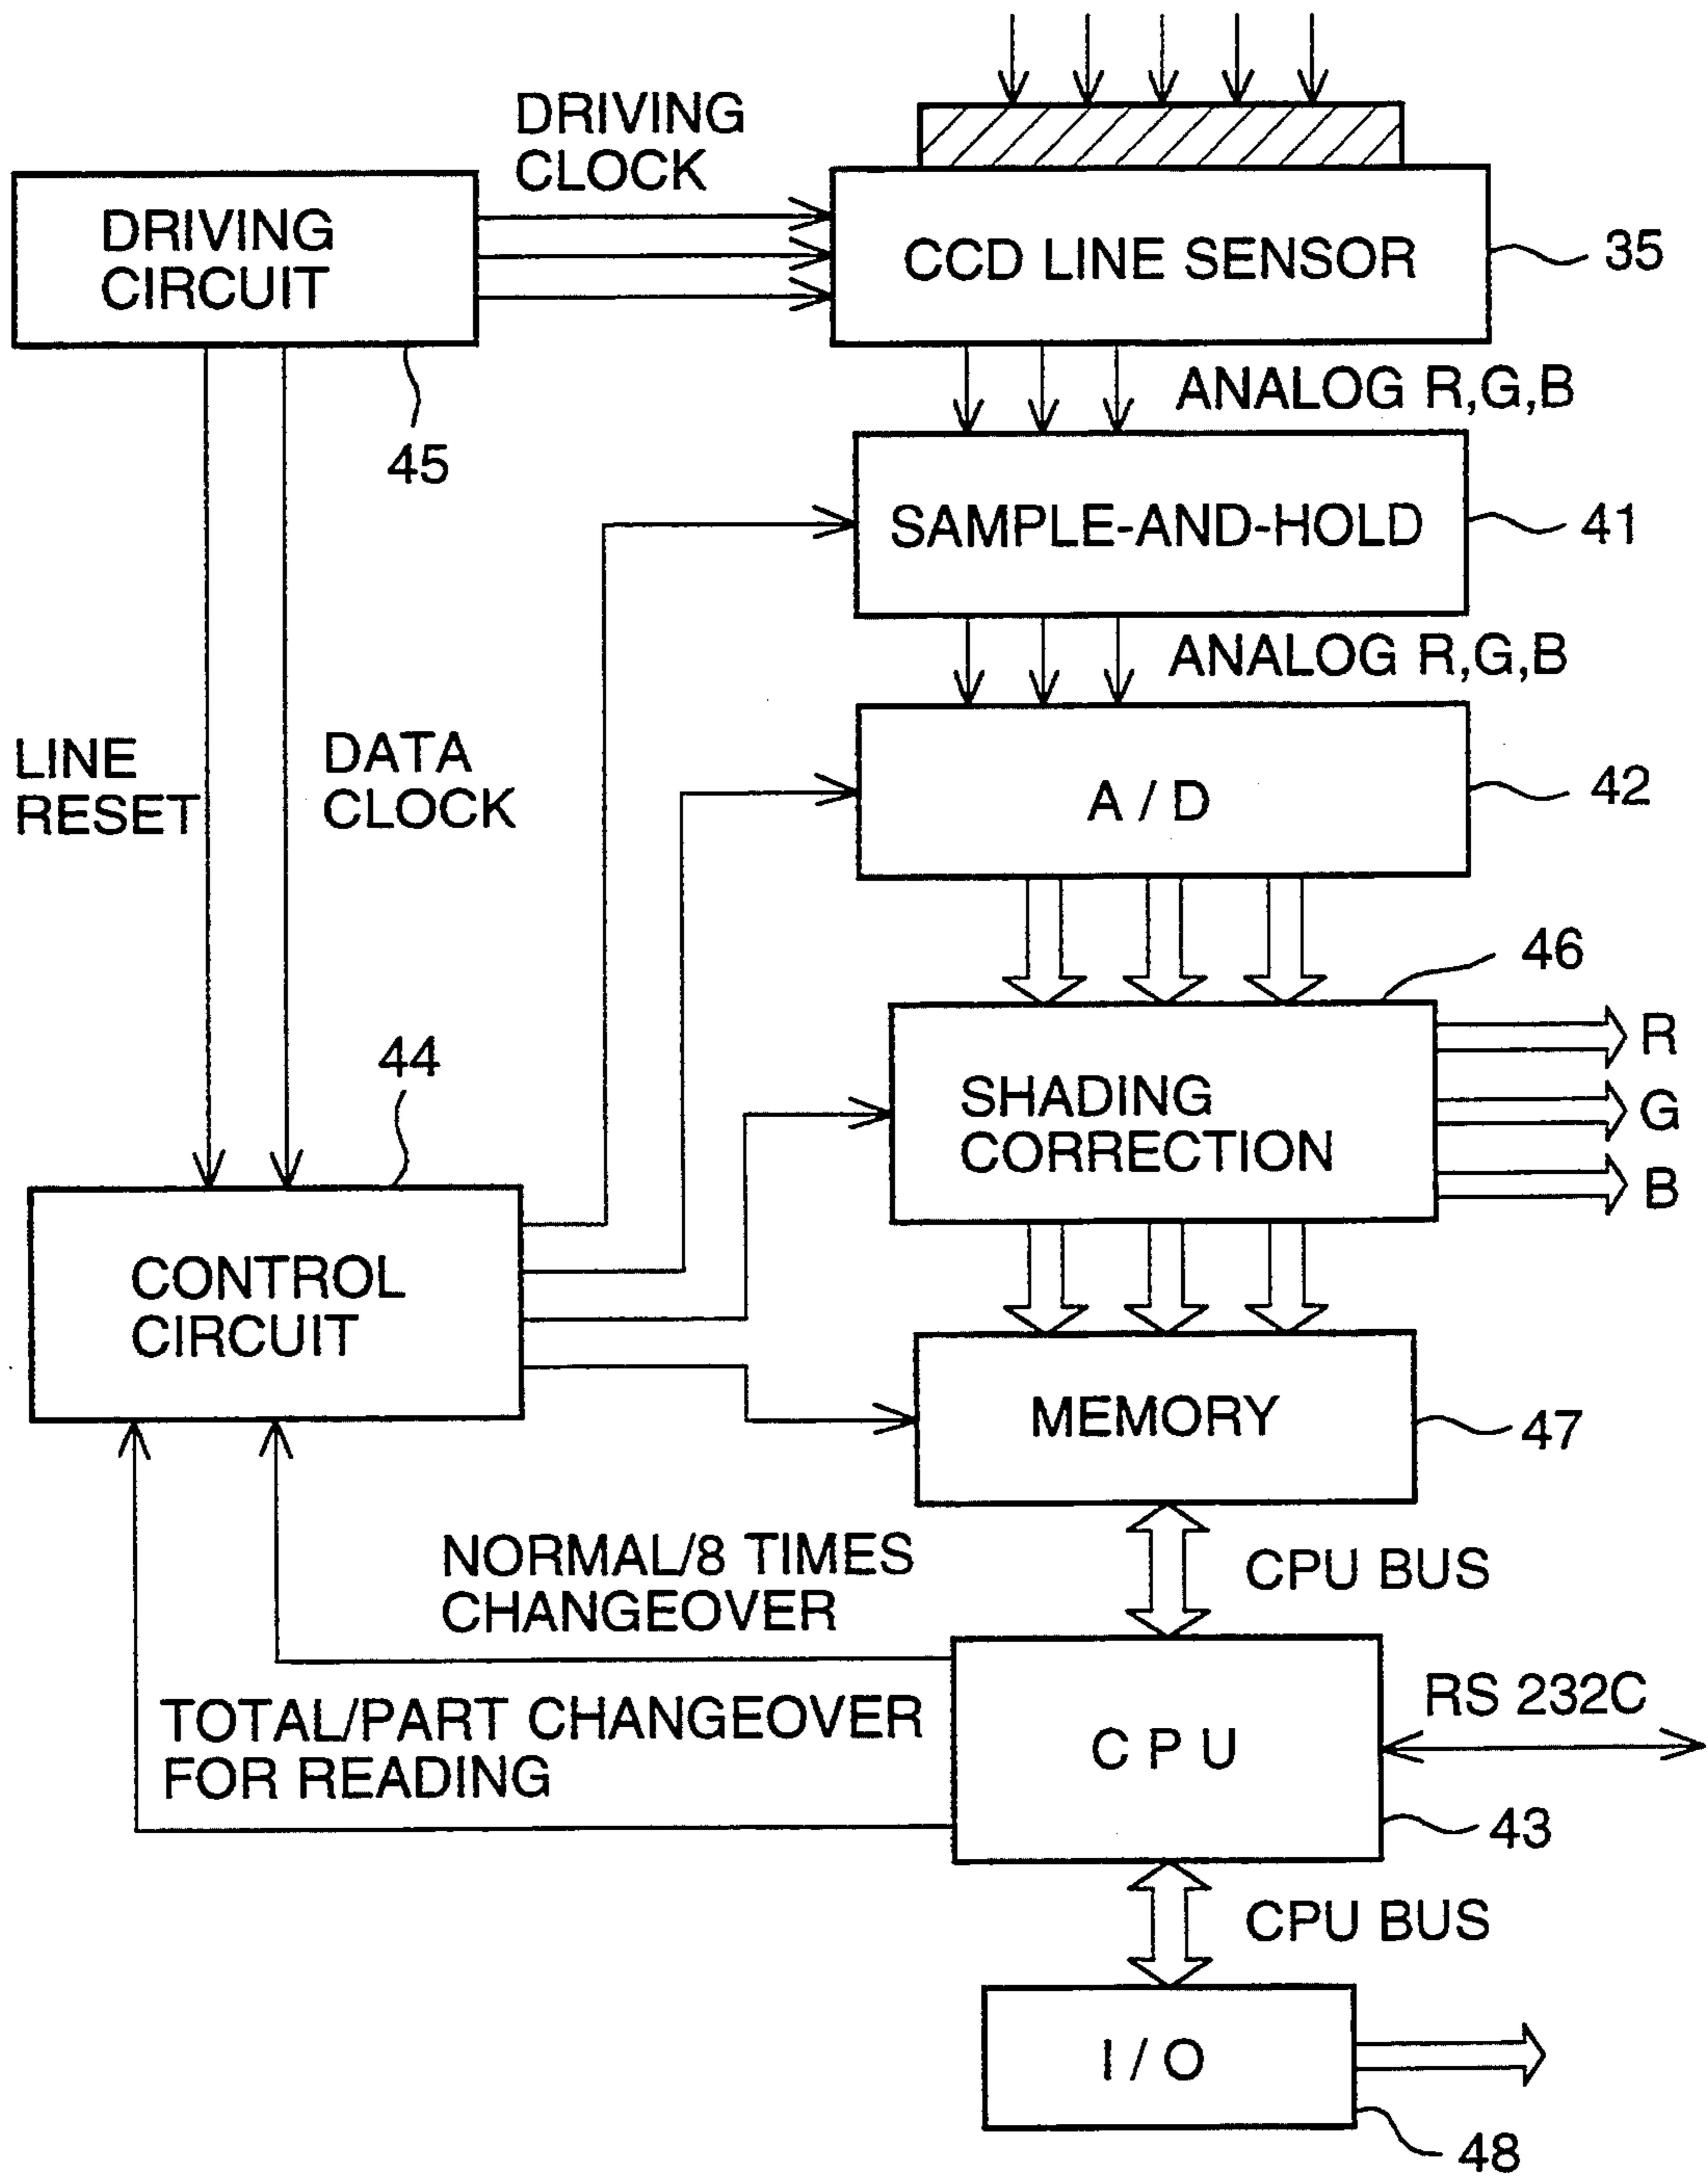 DRIVING
CLOCK
DRIVING
CIRCUIT
CCD LINE SENSOR
35
ANALOG R,G,B
45
SAMPLE-AND-HOLD
41
ANALOG R,G,B
LINE
RESET
DATA
CLOCK
A / D
42
46
44
SHADING
CORRECTION
R
G
B
CONTROL
CIRCUIT
MEMORY
47
NORMAL/8 TIMES
CHANGEOVER
CPU BUS
TOTAL/PART CHANGEOVER
FOR READING
C P U
RS 232C
43
CPU BUS
I / O
48